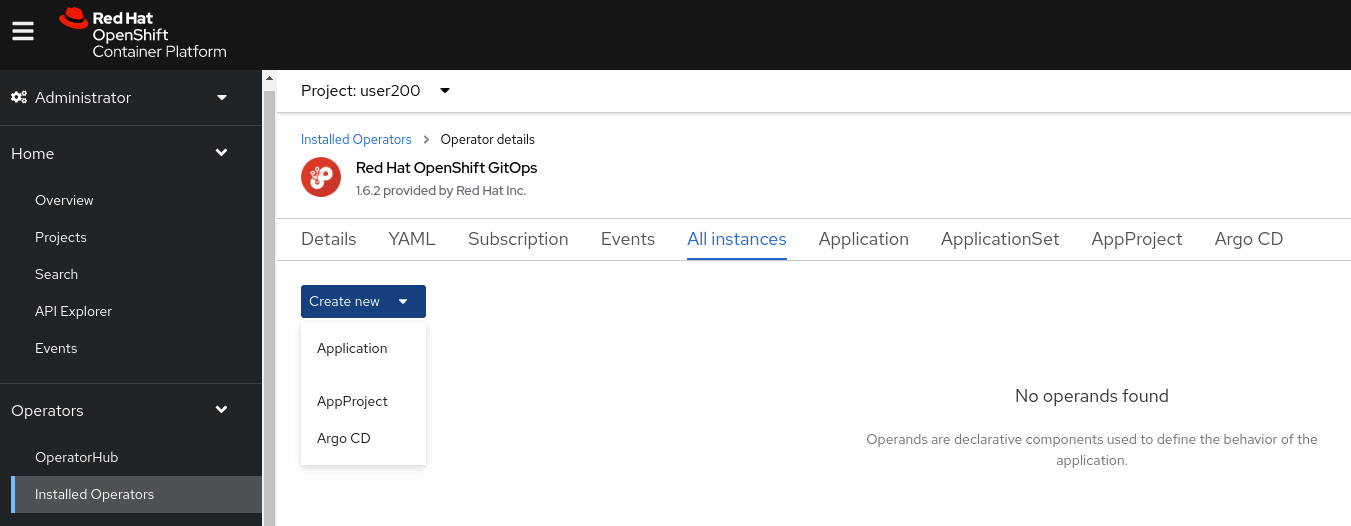 Red Hat
OpenShift
Container Platform
Administrator
Home
Overview
Projects
Search
API Explorer
Events
Operators
OperatorHub
Installed Operators
Project: user200
Installed Operators > Operator details
Red Hat OpenShift GitOps
1.6.2 provided by Red Hat Inc.
Details YAML Subscription Events All instances Application ApplicationSet AppProject Argo CD
Create new
Application
AppProject
Argo CD
No operands found
Operands are declarative components used to define the behavior of the
application.